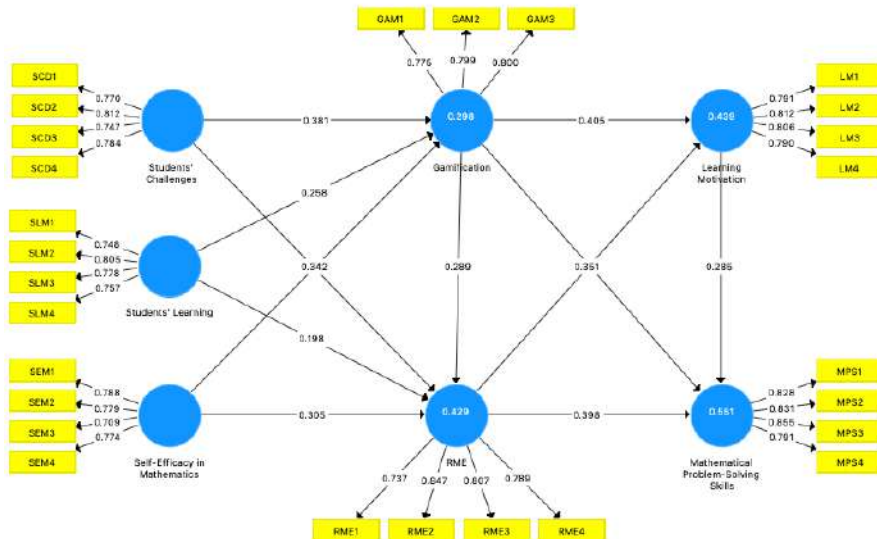 GAM1
GAM2
GAM3
0.775
0.799
0.800
SCD1
SCD2
SCD3
SCD4
0.770
0.812
0.747
0.784
Students'
Challenges
0.381
0.298
Gamification
0.405
0.439
Learning
Motivation
0.791
0.812
0.806
0.790
LM1
LM2
LM3
LM4
SLM1
SLM2
SLM3
SLM4
0.748
0.805
0.778
0.757
Students' Learning
0.258
0.342
0.289
0.351
0.285
0.198
SEM1
SEM2
SEM3
SEM4
0.788
0.779
0.709
0.774
Self-Efficacy in
Mathematics
0.305
0.429
RME
0.398
0.551
Mathematical
Problem-Solving
Skills
0.828
0.831
0.855
0.791
MPS1
MPS2
MPS3
MPS4
0.737
0.847
0.807
0.789
RME1
RME2
RME3
RME4